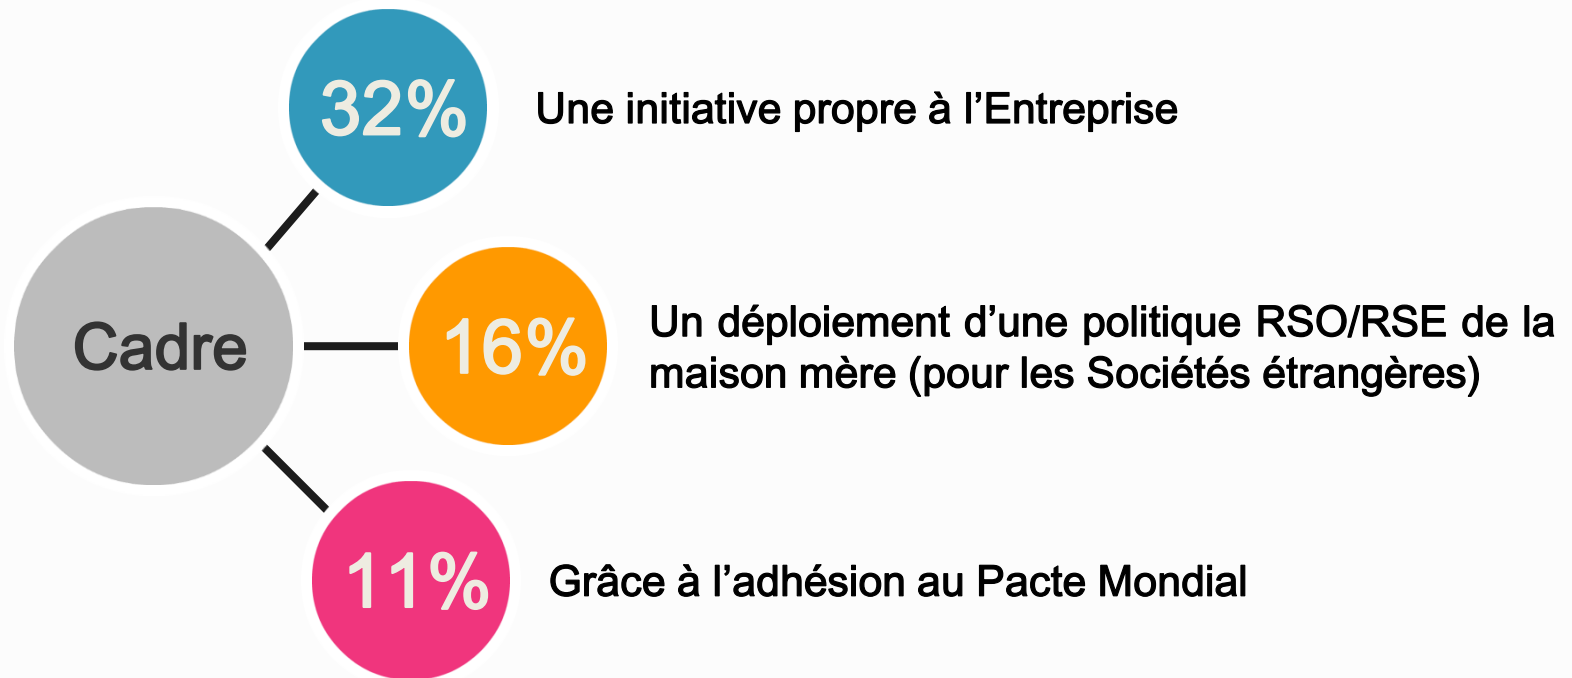 32%
Une initiative propre à l’Entreprise
Cadre
16%
Un déploiement d’une politique RSO/RSE de la
maison mère (pour les Sociétés étrangères)
11%
Grâce à l’adhésion au Pacte Mondial